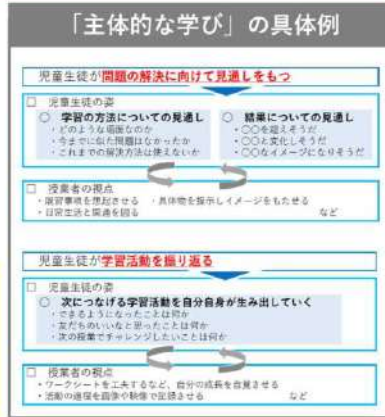 「主体的な学び」の具体例
児童生徒が問題の解決に向けて見通しをもつ
□ 児童生徒の姿
○ 学習の方法についての見通し
・どのような場面なのか
・今までに似た問題はなかったか
・これまでの解決方法は使えないか
○ 結果についての見通し
・○○を超えそうだ
・○○と変化しそうだ
・○○なイメージになりそうだ
□ 授業者の視点
・既習事項を想起させる ・具体物を提示しイメージをもたせる
・日常生活と関連を図る など
児童生徒が学習活動を振り返る
□ 児童生徒の姿
○ 次につなげる学習活動を自分自身が生み出していく
・できるようになったことは何か
・友だちのいいなと思ったことは何か
・次の授業でチャレンジしたいことは何か
□ 授業者の視点
・ワークシートを工夫するなど、自分の成長を自覚させる
・活動の過程を画像や映像で記録させる など